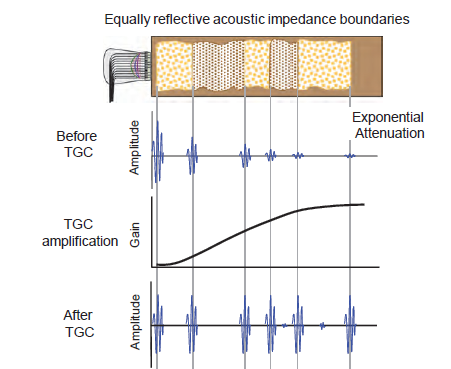 Equally reflective acoustic impedance boundaries
Before
TGC
Amplitude
Exponential
Attenuation
TGC
amplification
Gain
After
TGC
Amplitude